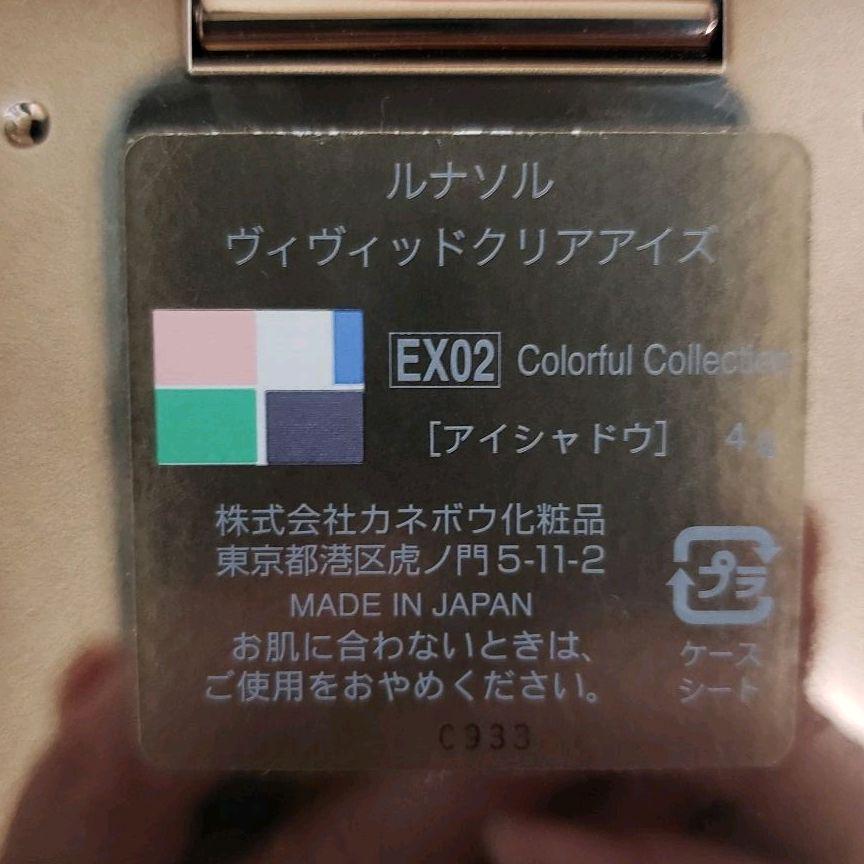 ルナソル
ヴィヴィッドクリアアイズ
EX02 Colorful Collection
［アイシャドウ］ 4g
株式会社カネボウ化粧品
東京都港区虎ノ門5-11-2
MADE IN JAPAN
お肌に合わないときは、
ご使用をおやめください。
プラ
ケース
シート
C933